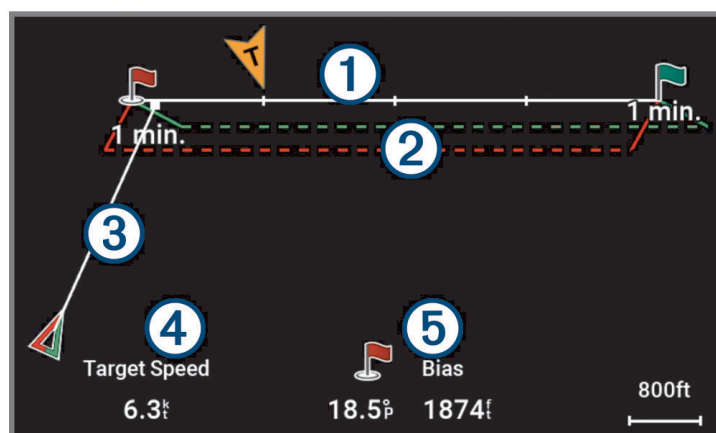 T
1
1 min.
1 min.
2
3
4
5
Target Speed
Bias
800ft
6.3kt
18.5°P
1874ft